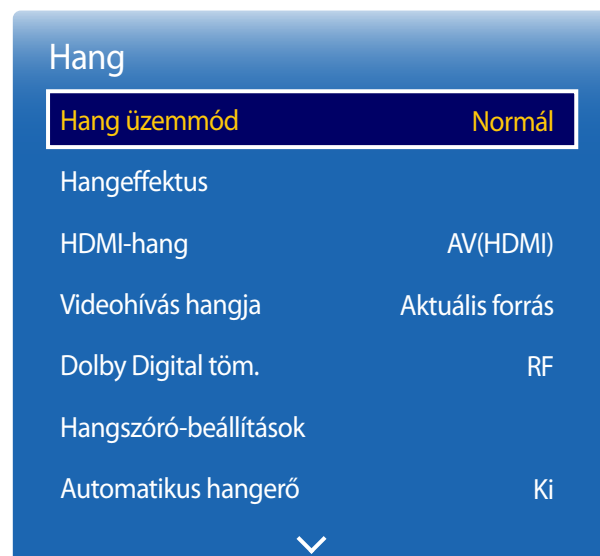 Hang
Hang üzemmód Normál
Hangeffektus
HDMI-hang AV(HDMI)
Videohívás hangja Aktuális forrás
Dolby Digital töm. RF
Hangszóró-beállítások
Automatikus hangerő Ki